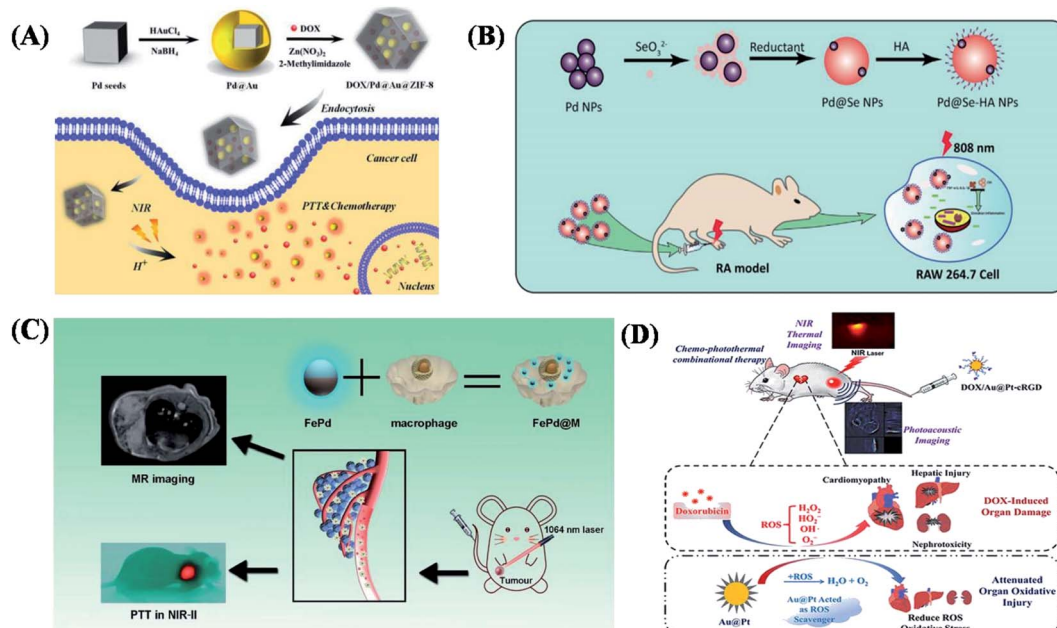 (A)
HAuCl4
NaBH4
DOX
Zn(NO3)2
2-Methylimidazole
Pd seeds
Pd@Au
DOX/Pd@Au@ZIF-8
Endocytosis
Cancer cell
NIR
H+
PTT&Chemotherapy
Nucleus
(B)
SeO3 2-
Reductant
HA
Pd NPs
Pd@Se NPs
Pd@Se-HA NPs
808 nm
RA model
RAW 264.7 Cell
(C)
FePd
macrophage
FePd@M
MR imaging
1064 nm laser
Tumour
PTT in NIR-II
(D)
NIR
Thermal
Imaging
NIR Laser
Chemo-photothermal
combinational therapy
DOX/Au@Pt-cRGD
Photoacoustic
Imaging
Cardiomyopathy
Hepatic Injury
Doxorubicin
ROS
H2O2
HO2-
OH·
O2-
DOX-Induced
Organ Damage
Nephrotoxicity
+ROS
H2O + O2
Au@Pt Acted
as ROS
Scavenger
Au@Pt
Reduce ROS
Oxidative Stress
Attenuated
Organ Oxidative
Injury